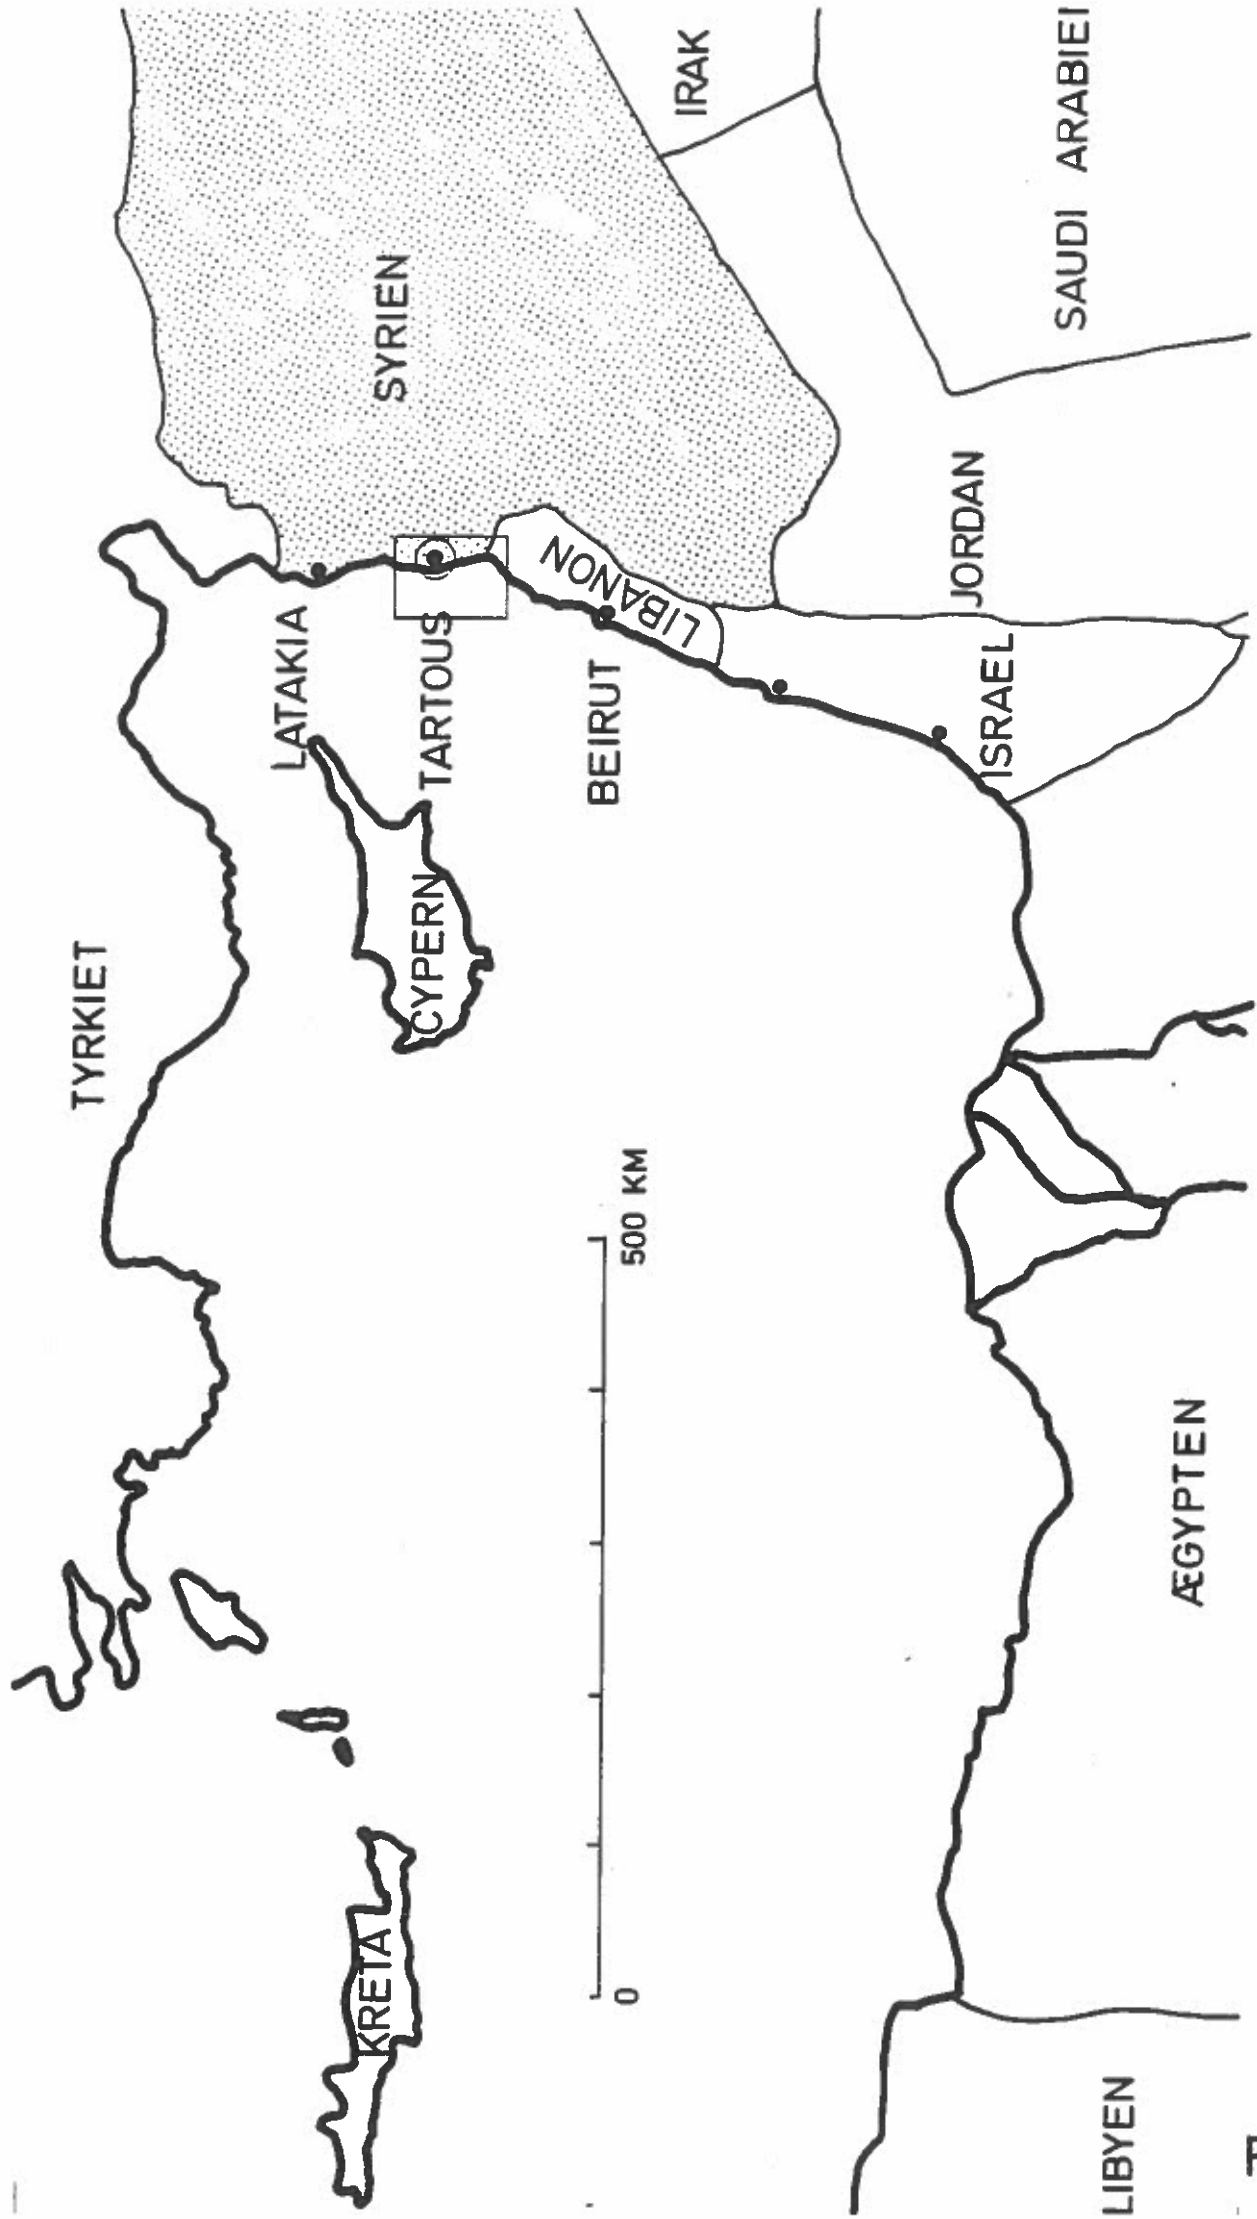 TYRKIET
SYRIEN
LATAKIA
TARTOUS
CYPERN
KRETA
LIBANON
BEIRUT
IRAK
0
500 KM
ISRAEL
JORDAN
SAUDI ARABIEI
ÆGYPTEN
LIBYEN